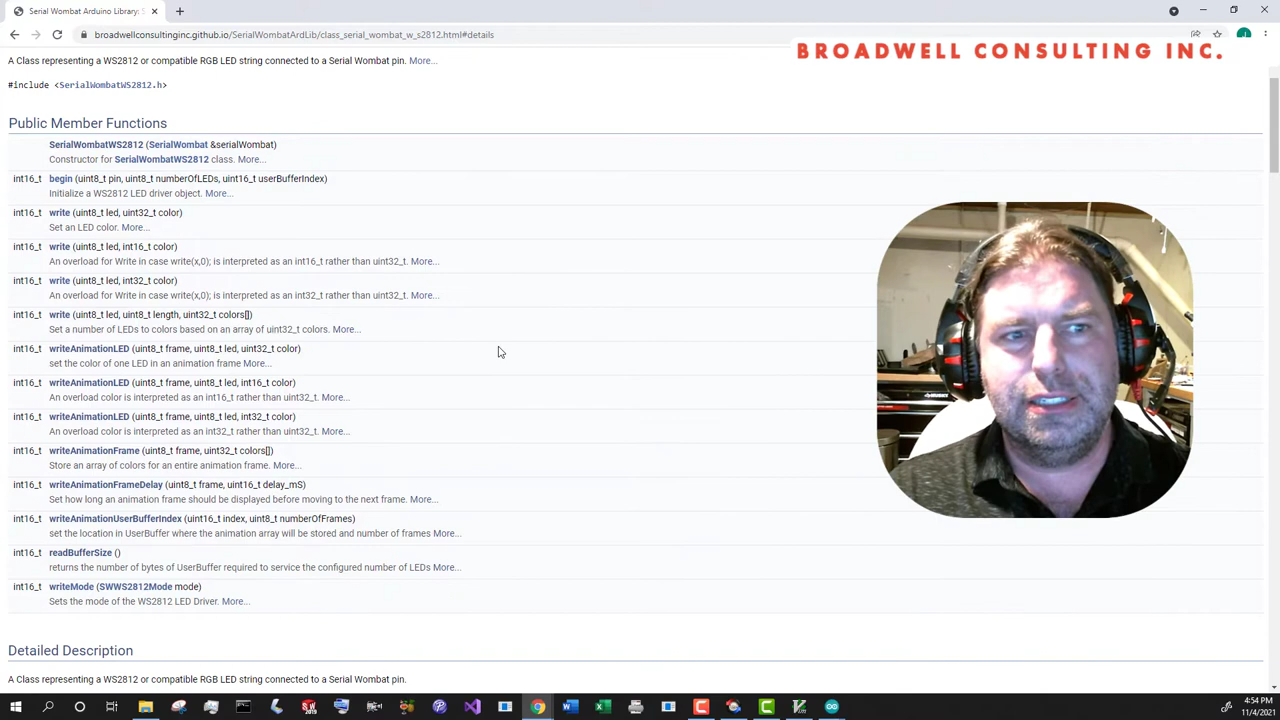 Serial Wombat Arduino Library: S
broadwellconsultinginc.github.io/SerialWombatArdLib/class_serial_wombat_w_s2812.html#details
BROADWELL CONSULTING INC.
A Class representing a WS2812 or compatible RGB LED string connected to a Serial Wombat pin. More...
#include <SerialWombatWS2812.h>
Public Member Functions
SerialWombatWS2812 (SerialWombat &serialWombat)
Constructor for SerialWombatWS2812 class. More...
int16_t begin (uint8_t pin, uint8_t numberOfLEDs, uint16_t userBufferIndex)
Initialize a WS2812 LED driver object. More...
int16_t write (uint8_t led, uint32_t color)
Set an LED color. More...
int16_t write (uint8_t led, int16_t color)
An overload for Write in case write(x,0); is interpreted as an int16_t rather than uint32_t. More...
int16_t write (uint8_t led, int32_t color)
An overload for Write in case write(x,0); is interpreted as an int32_t rather than uint32_t. More...
int16_t write (uint8_t led, uint8_t length, uint32_t colors[])
Set a number of LEDs to colors based on an array of uint32_t colors. More...
int16_t writeAnimationLED (uint8_t frame, uint8_t led, uint32_t color)
set the color of one LED in an animation frame More...
int16_t writeAnimationLED (uint8_t frame, uint8_t led, int16_t color)
An overload color is interpreted as an int16_t rather than uint32_t. More...
int16_t writeAnimationLED (uint8_t frame, uint8_t led, int32_t color)
An overload color is interpreted as an int32_t rather than uint32_t. More...
int16_t writeAnimationFrame (uint8_t frame, uint32_t colors[])
Store an array of colors for an entire animation frame. More...
int16_t writeAnimationFrameDelay (uint8_t frame, uint16_t delay_mS)
Set how long an animation frame should be displayed before moving to the next frame. More...
int16_t writeAnimationUserBufferIndex (uint16_t index, uint8_t numberOfFrames)
set the location in UserBuffer where the animation array will be stored and number of frames More...
int16_t readBufferSize ()
returns the number of bytes of UserBuffer required to service the configured number of LEDs More...
int16_t writeMode (SWWS2812Mode mode)
Sets the mode of the WS2812 LED Driver. More...
Detailed Description
A Class representing a WS2812 or compatible RGB LED string connected to a Serial Wombat pin.
4:54 PM
11/4/2021